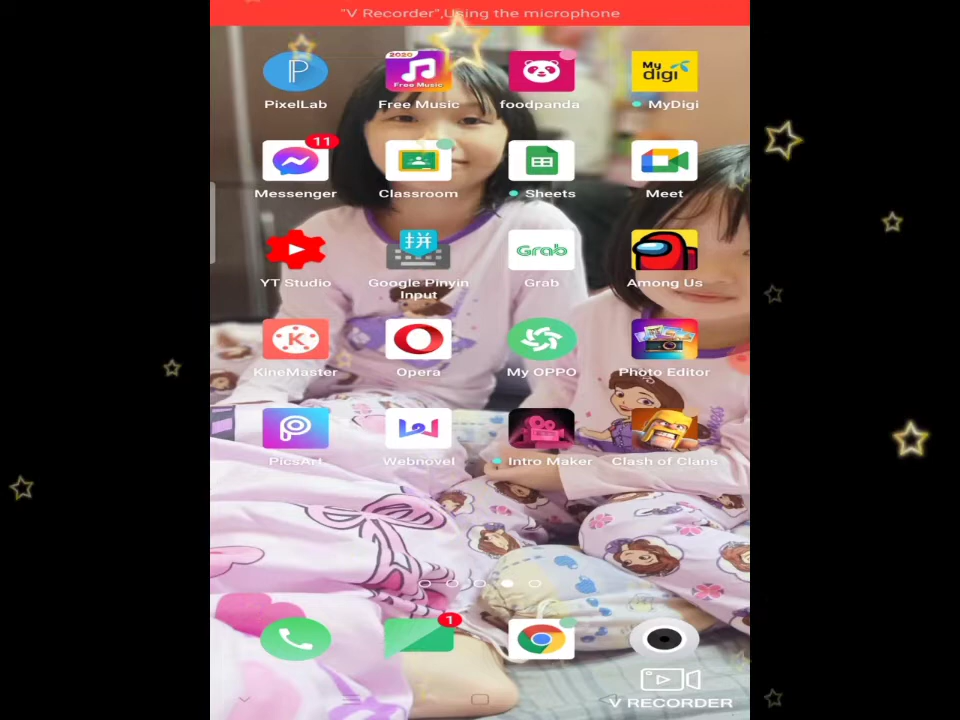 "V Recorder",Using the microphone
P
2020
Free Music
My
digi
PixelLab
Free Music
foodpanda
MyDigi
11
Messenger
Classroom
Sheets
Meet
拼
Grab
YT Studio
Google Pinyin
Input
Grab
Among Us
K
KineMaster
Opera
My OPPO
Photo Editor
PicsArt
Webnovel
Intro Maker
Clash of Clans
1
V RECORDER